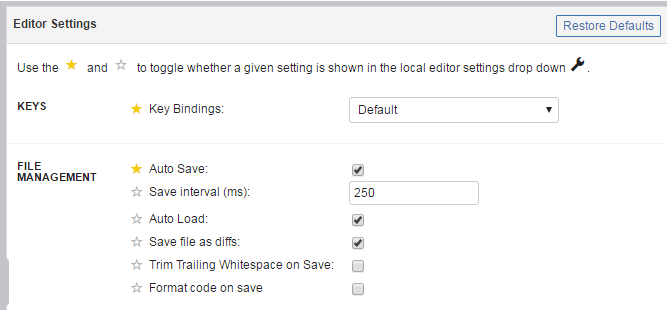 Editor Settings
Restore Defaults
Use the and to toggle whether a given setting is shown in the local editor settings drop down .
KEYS
Key Bindings:
Default
FILE
MANAGEMENT
Auto Save:
Save interval (ms):
250
Auto Load:
Save file as diffs:
Trim Trailing Whitespace on Save:
Format code on save